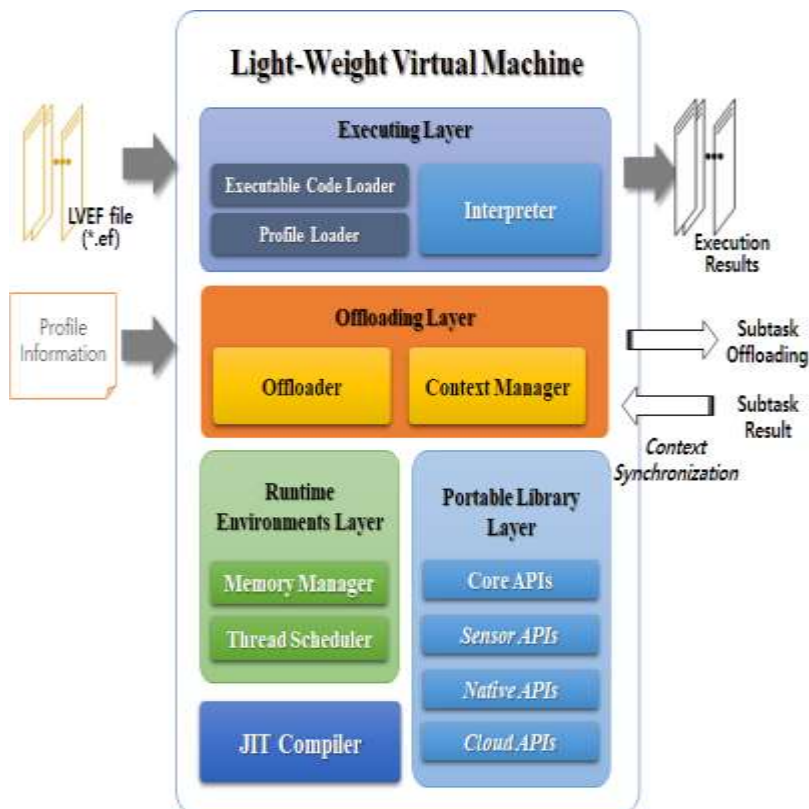 Light-Weight Virtual Machine
Executing Layer
Executable Code Loader
Profile Loader
Interpreter
LVEF file
(*.ef)
Execution
Results
Profile
Information
Offloading Layer
Offloader
Context Manager
Subtask
Offloading
Subtask
Result
Context
Synchronization
Runtime
Environments Layer
Memory Manager
Thread Scheduler
JIT Compiler
Portable Library
Layer
Core APIs
Sensor APIs
Native APIs
Cloud APIs